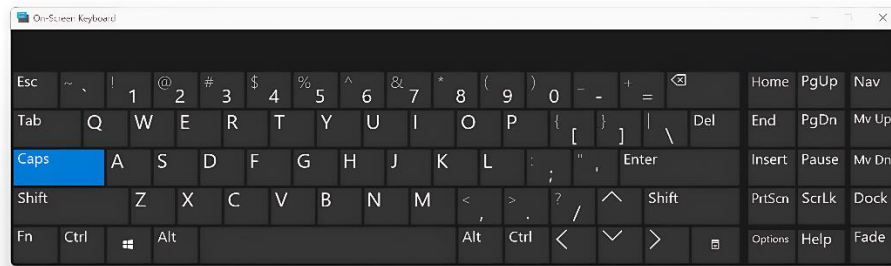 On-Screen Keyboard
Esc ~ ` ! 1 @ 2 # 3 $ 4 % 5 ^ 6 & 7 * 8 ( 9 ) 0 _ - + = Home PgUp Nav
Tab Q W E R T Y U I O P { [ } ] | \ Del End PgDn Mv Up
Caps A S D F G H J K L : ; " ' Enter Insert Pause Mv Dn
Shift Z X C V B N M < , > . ? / Shift PrtScn ScrLk Dock
Fn Ctrl Alt Alt Ctrl Options Help Fade